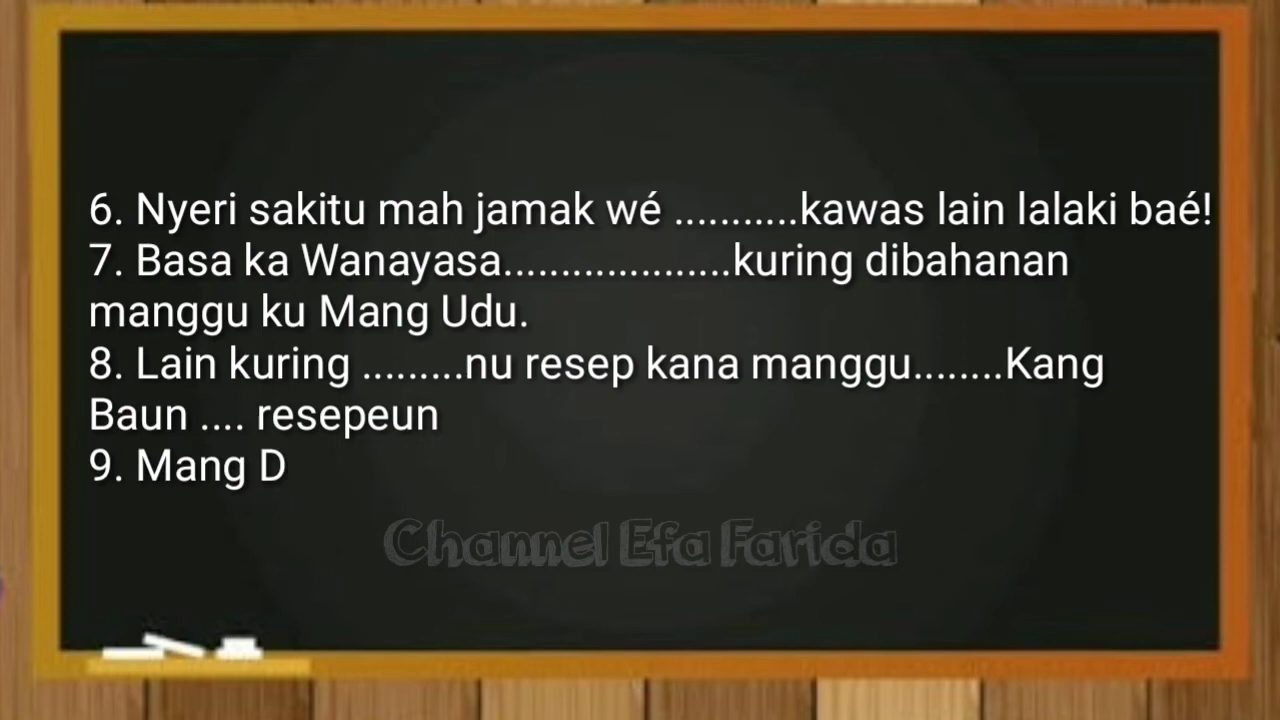 6. Nyeri sakitu mah jamak wé ...........kawas lain lalaki baé!
7. Basa ka Wanayasa....................kuring dibahanan
manggu ku Mang Udu.
8. Lain kuring .........nu resep kana manggu........Kang
Baun .... resepeun
9. Mang D
Channel Efa Farida